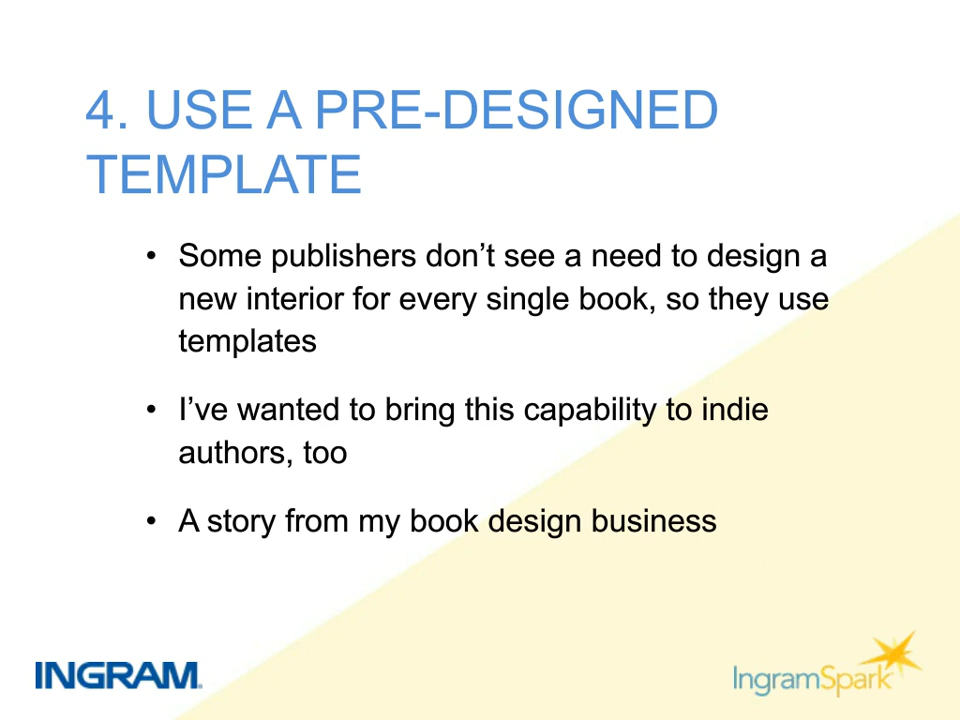 4. USE A PRE-DESIGNED
TEMPLATE
• Some publishers don’t see a need to design a
new interior for every single book, so they use
templates
• I’ve wanted to bring this capability to indie
authors, too
• A story from my book design business
INGRAM
IngramSpark